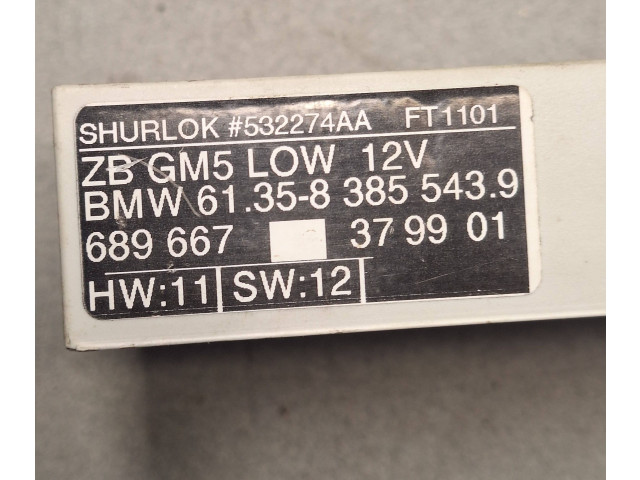 SHURLOK #532274AA FT1101
ZB GM5 LOW 12V
BMW 61.35-8 385 543.9
689 667 37 99 01
HW:11 SW:12